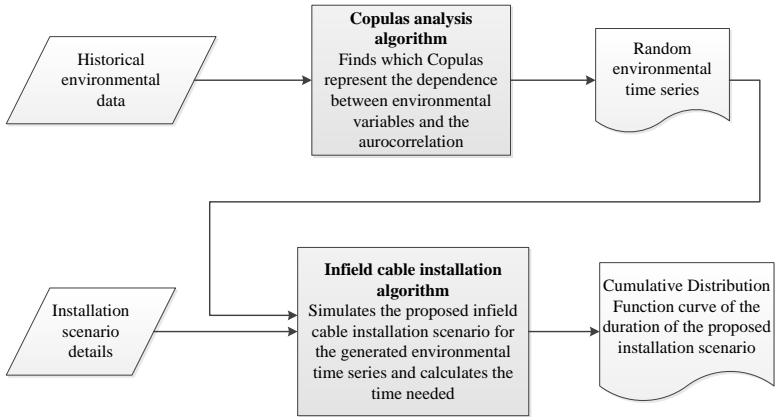 Historical
environmental
data
Copulas analysis
algorithm
Finds which Copulas
represent the dependence
between environmental
variables and the
aurocorrelation
Random
environmental
time series
Installation
scenario
details
Infield cable installation
algorithm
Simulates the proposed infield
cable installation scenario for
the generated environmental
time series and calculates the
time needed
Cumulative Distribution
Function curve of the
duration of the proposed
installation scenario